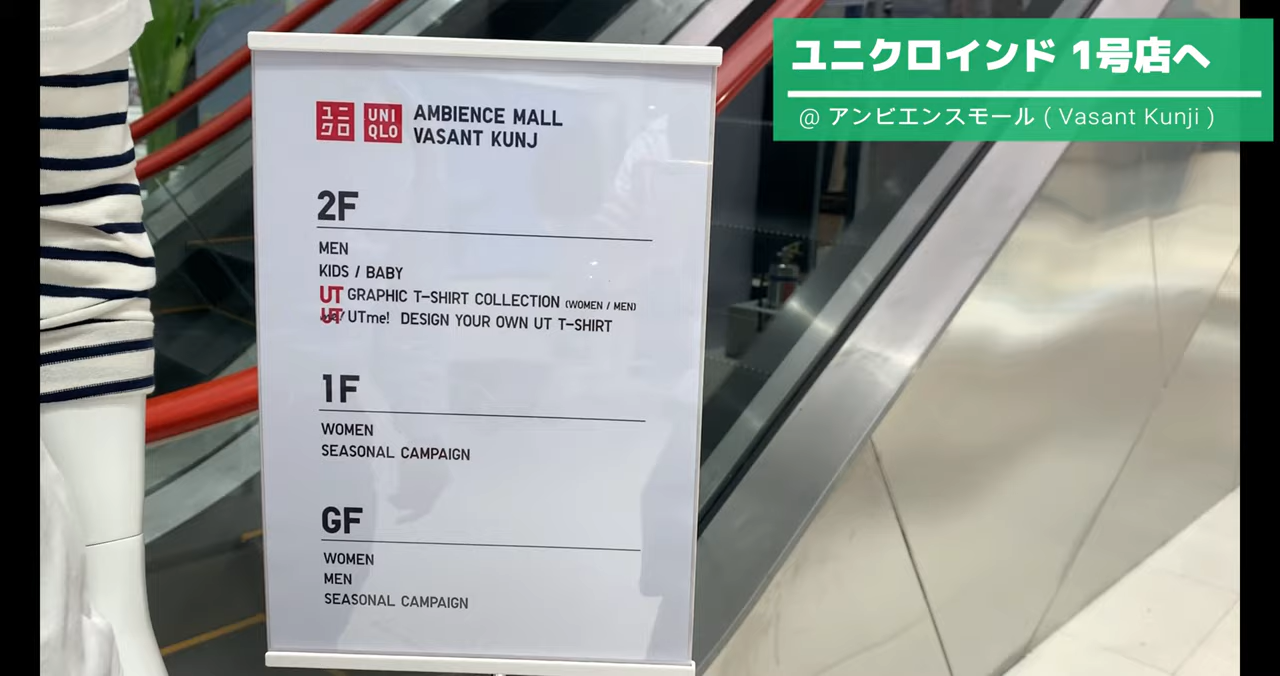 ユニクロインド 1号店へ
@ アンビエンスモール ( Vasant Kunji )
ユニ
クロ
UNI
QLO
AMBIENCE MALL
VASANT KUNJ
2F
MEN
KIDS / BABY
UT GRAPHIC T-SHIRT COLLECTION (WOMEN / MEN)
UT UTme! DESIGN YOUR OWN UT T-SHIRT
1F
WOMEN
SEASONAL CAMPAIGN
GF
WOMEN
MEN
SEASONAL CAMPAIGN